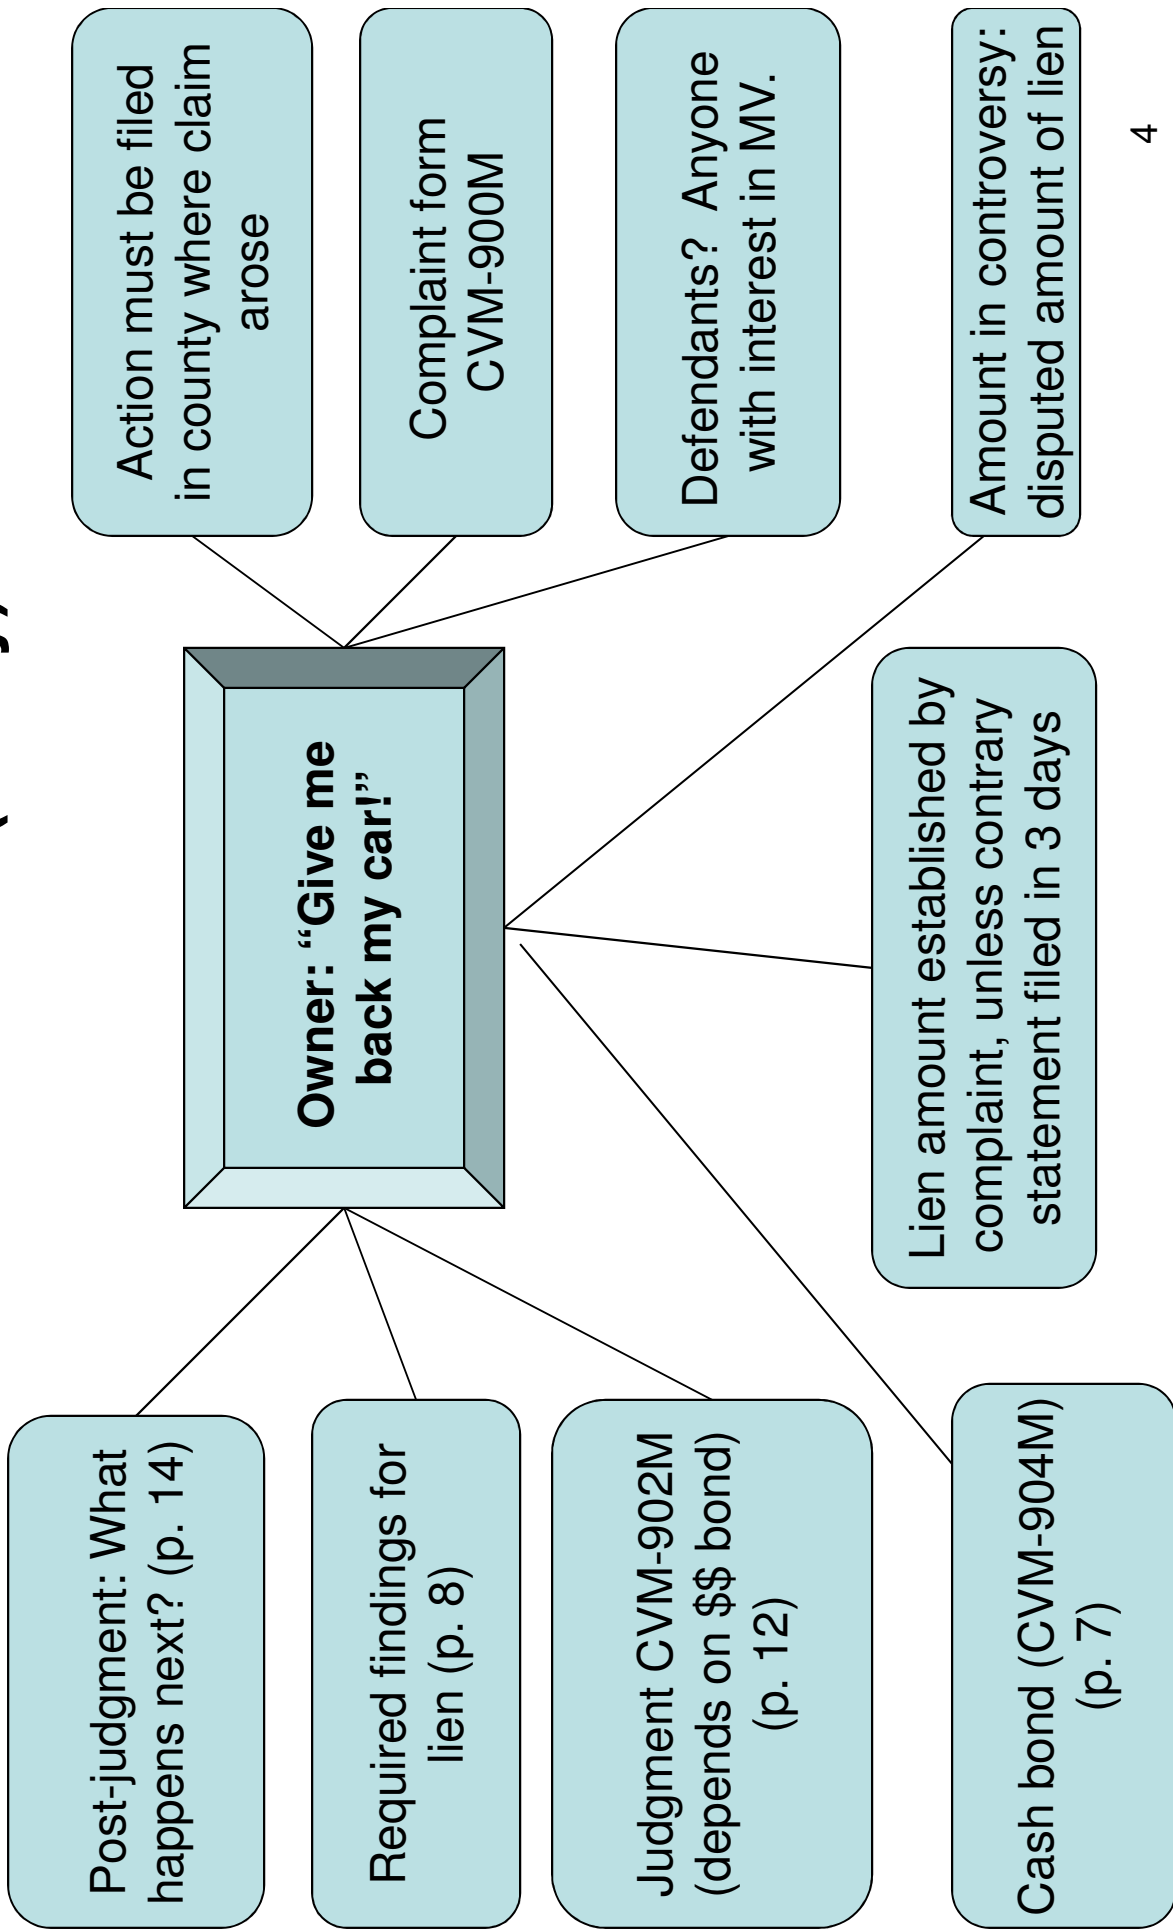 Post-judgment: What
happens next? (p. 14)
Action must be filed
in county where claim
arose
Owner: “Give me
back my car!”
Required findings for
lien (p. 8)
Complaint form
CVM-900M
Judgment CVM-902M
(depends on $$ bond)
(p. 12)
Defendants? Anyone
with interest in MV.
Lien amount established by
complaint, unless contrary
statement filed in 3 days
Cash bond (CVM-904M)
(p. 7)
Amount in controversy:
disputed amount of lien
4